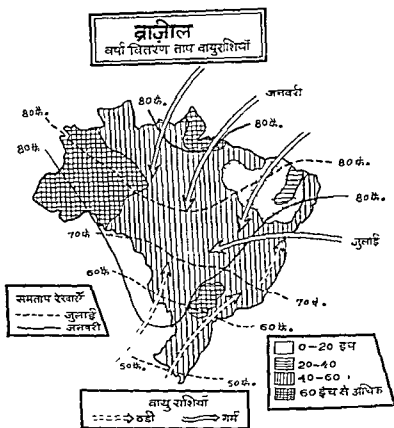 ब्राज़ील
वर्षा वितरण ताप वायुराशियाँ
जनवरी
80फै.
80फै.
80फै.
80फै.
80फै.
80फै.
जुलाई
70फै.
60फै.
70फै.
60फै.
50फै.
50फै.
समताप रेखाएँ
जुलाई
जनवरी
0-20 इंच
20-40
40-60
60 इंच से अधिक
वायु राशियाँ
ठंडी
गर्म